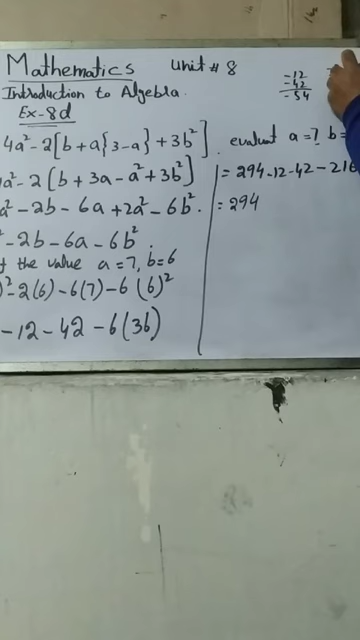 Mathematics Unit # 8
Introduction to Algebra.
Ex-8d
4a²-2[b+a{3-a}+3b²]. evaluat a=7, b=
a²-2(b+3a-a²+3b²)
a²-2b-6a+2a²-6b².
²-2b-6a-6b².
the value a=7, b=6
)²-2(6)-6(7)-6(6)²
-12-42-6(36)
=294-12-42-216
=294
-12
-42
-54